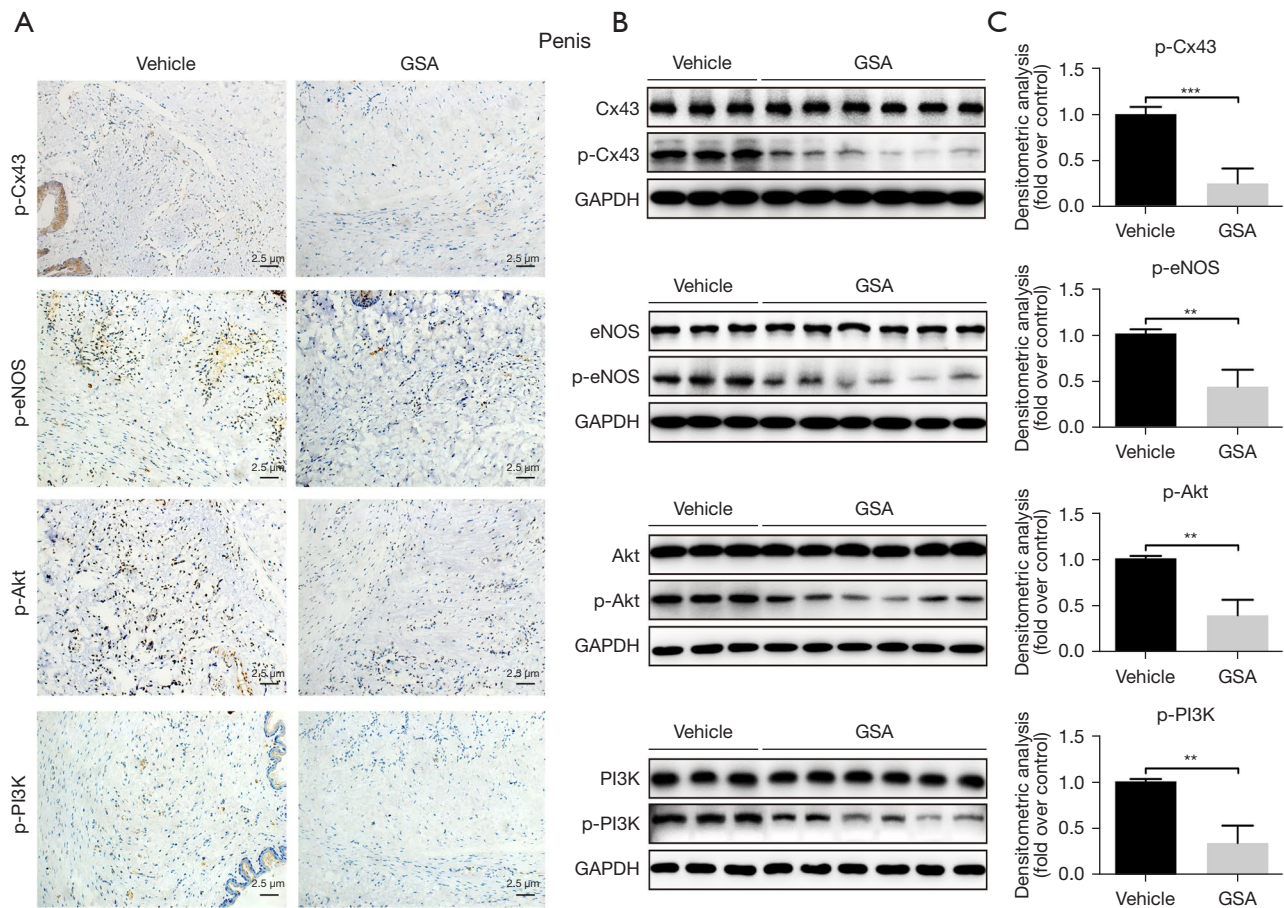 A
Penis
B
C
Vehicle
GSA
p-Cx43
2.5 µm
2.5 µm
p-eNOS
2.5 µm
2.5 µm
p-Akt
2.5 µm
2.5 µm
p-PI3K
2.5 µm
2.5 µm
Vehicle
GSA
Cx43
p-Cx43
GAPDH
Vehicle
GSA
eNOS
p-eNOS
GAPDH
Vehicle
GSA
Akt
p-Akt
GAPDH
Vehicle
GSA
PI3K
p-PI3K
GAPDH
p-Cx43
Densitometric analysis
(fold over control)
1.5
1.0
0.5
0.0
***
Vehicle
GSA
p-eNOS
Densitometric analysis
(fold over control)
1.5
1.0
0.5
0.0
**
Vehicle
GSA
p-Akt
Densitometric analysis
(fold over control)
1.5
1.0
0.5
0.0
**
Vehicle
GSA
p-PI3K
Densitometric analysis
(fold over control)
1.5
1.0
0.5
0.0
**
Vehicle
GSA